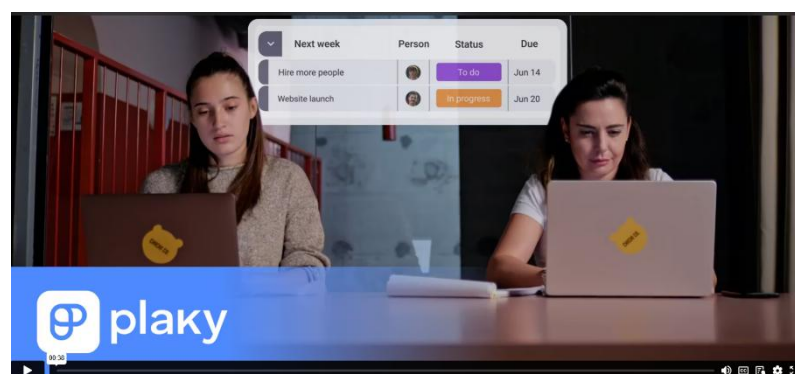 Next week Person Status Due
Hire more people To do Jun 14
Website launch In progress Jun 20
plaky
00:38